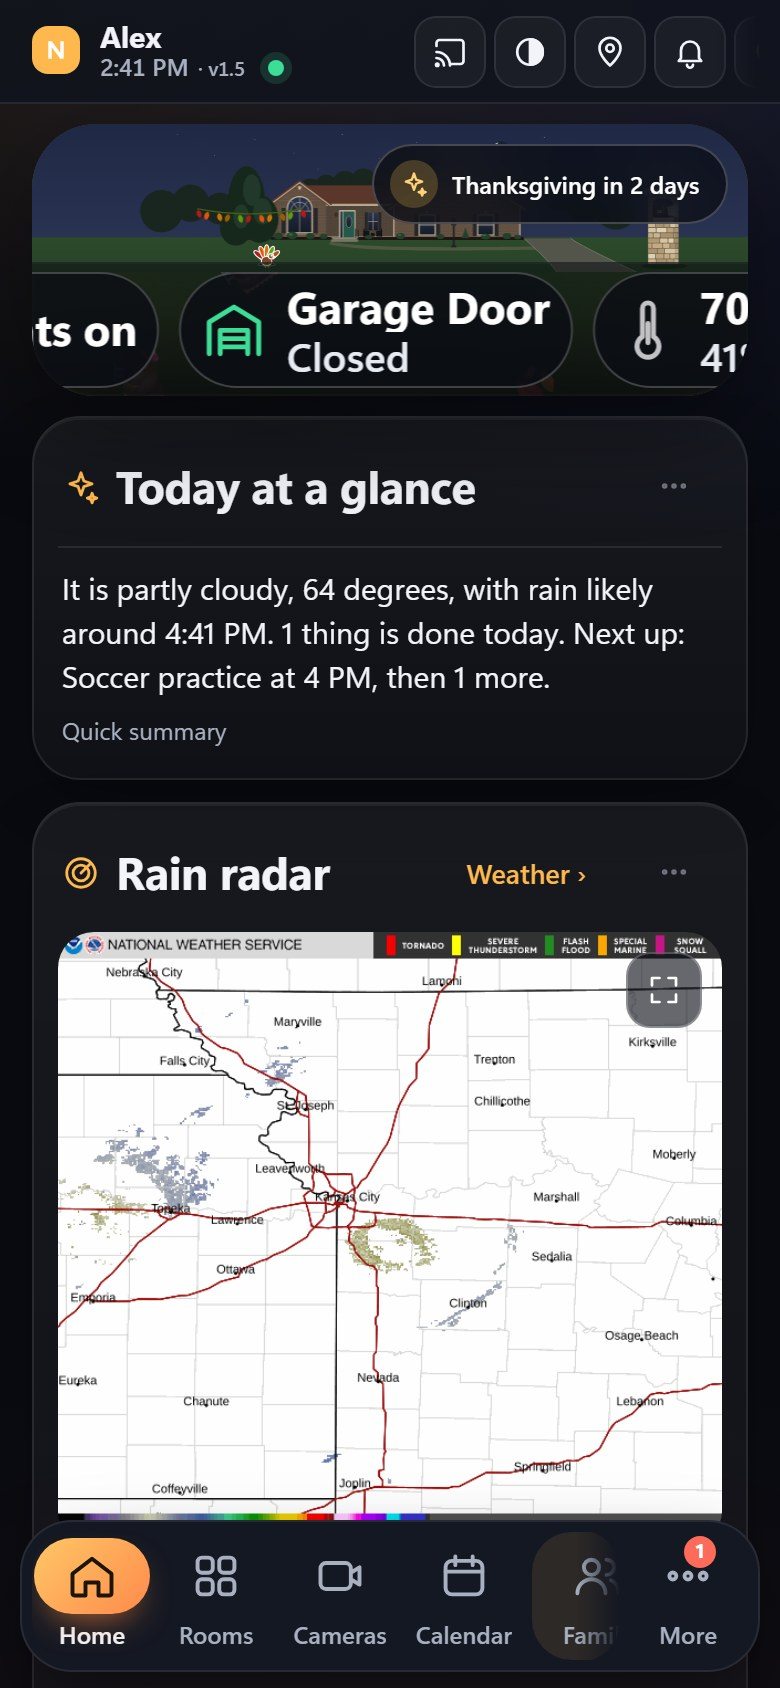 N
Alex
2:41 PM · v1.5
Thanksgiving in 2 days
ts on
Garage Door
Closed
70
41°
Today at a glance
It is partly cloudy, 64 degrees, with rain likely
around 4:41 PM. 1 thing is done today. Next up:
Soccer practice at 4 PM, then 1 more.
Quick summary
Rain radar
Weather ›
NATIONAL WEATHER SERVICE
TORNADO
SEVERE
THUNDERSTORM
FLASH
FLOOD
SPECIAL
MARINE
SNOW
SQUALL
Nebraska City
Lamoni
Maryville
Kirksville
Falls City
Trenton
St. Joseph
Chillicothe
Leavenworth
Moberly
Kansas City
Marshall
Topeka
Lawrence
Columbia
Sedalia
Ottawa
Emporia
Clinton
Osage Beach
Eureka
Nevada
Chanute
Lebanon
Springfield
Coffeyville
Joplin
1
Home
Rooms
Cameras
Calendar
Fami
More